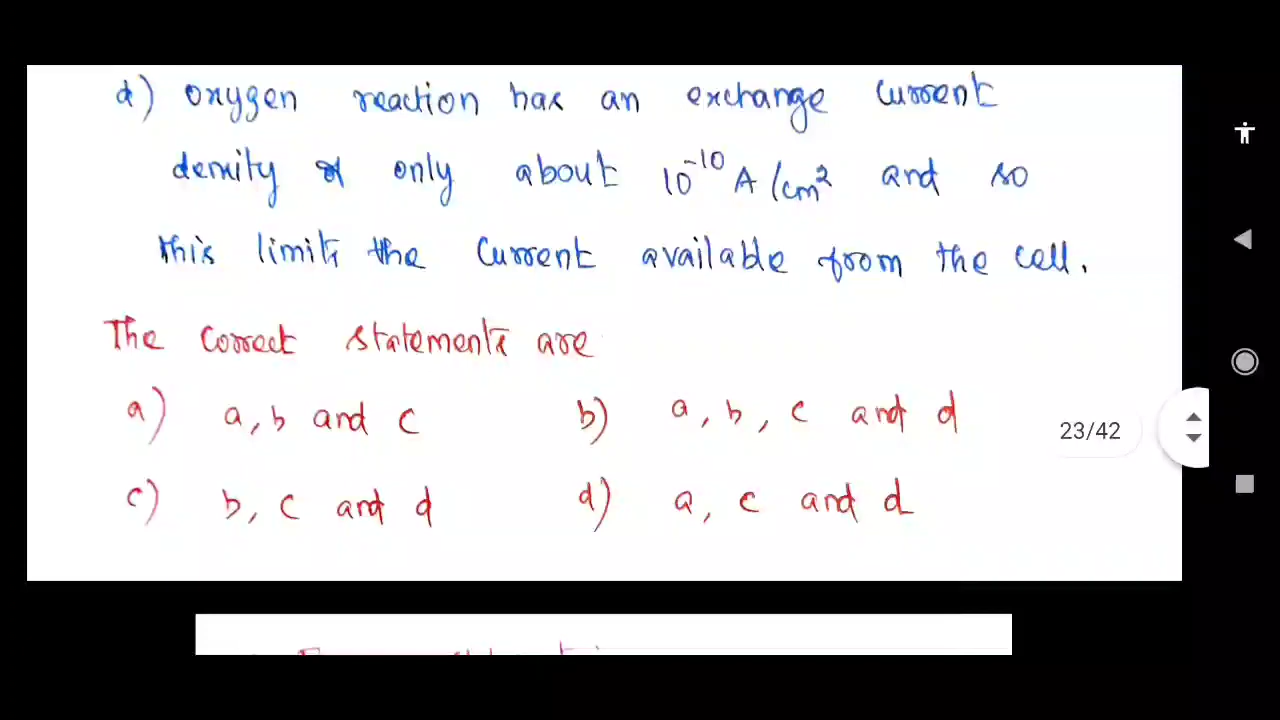 d) oxygen reaction has an exchange current
density of only about 10⁻¹⁰ A/cm² and so
this limits the current available from the cell.
The correct statements are
a) a, b and c b) a, b, c and d
c) b, c and d d) a, c and d
23/42